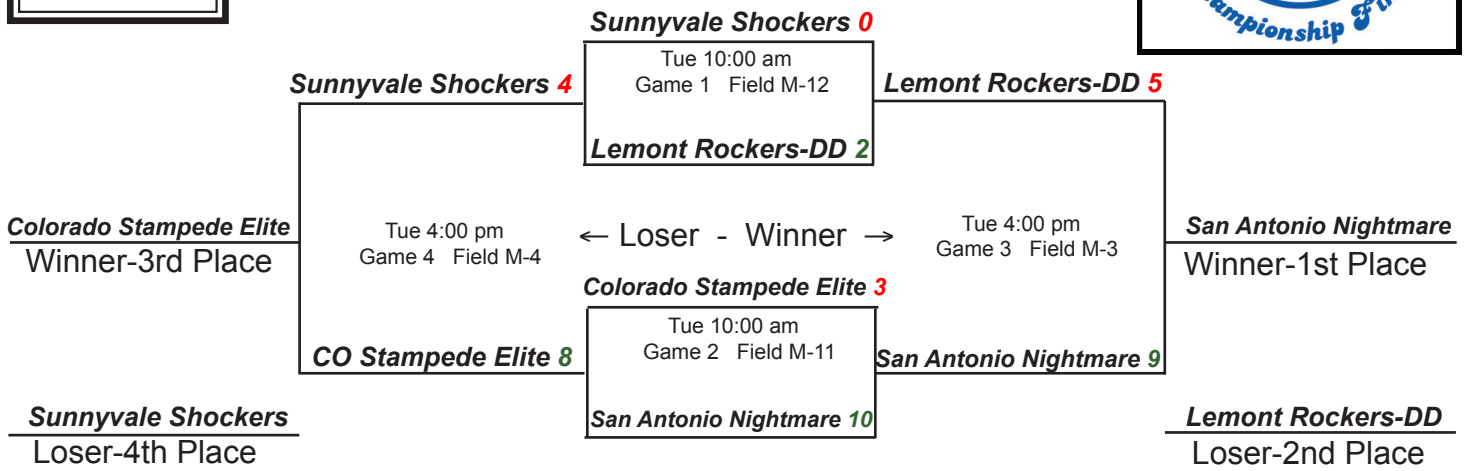 Championship
Sunnyvale Shockers 0
Tue 10:00 am
Game 1 Field M-12
Sunnyvale Shockers 4
Lemont Rockers-DD 5
Lemont Rockers-DD 2
Colorado Stampede Elite
Winner-3rd Place
Tue 4:00 pm
Game 4 Field M-4
← Loser - Winner →
Tue 4:00 pm
Game 3 Field M-3
San Antonio Nightmare
Winner-1st Place
Colorado Stampede Elite 3
Tue 10:00 am
Game 2 Field M-11
CO Stampede Elite 8
San Antonio Nightmare 9
San Antonio Nightmare 10
Sunnyvale Shockers
Loser-4th Place
Lemont Rockers-DD
Loser-2nd Place